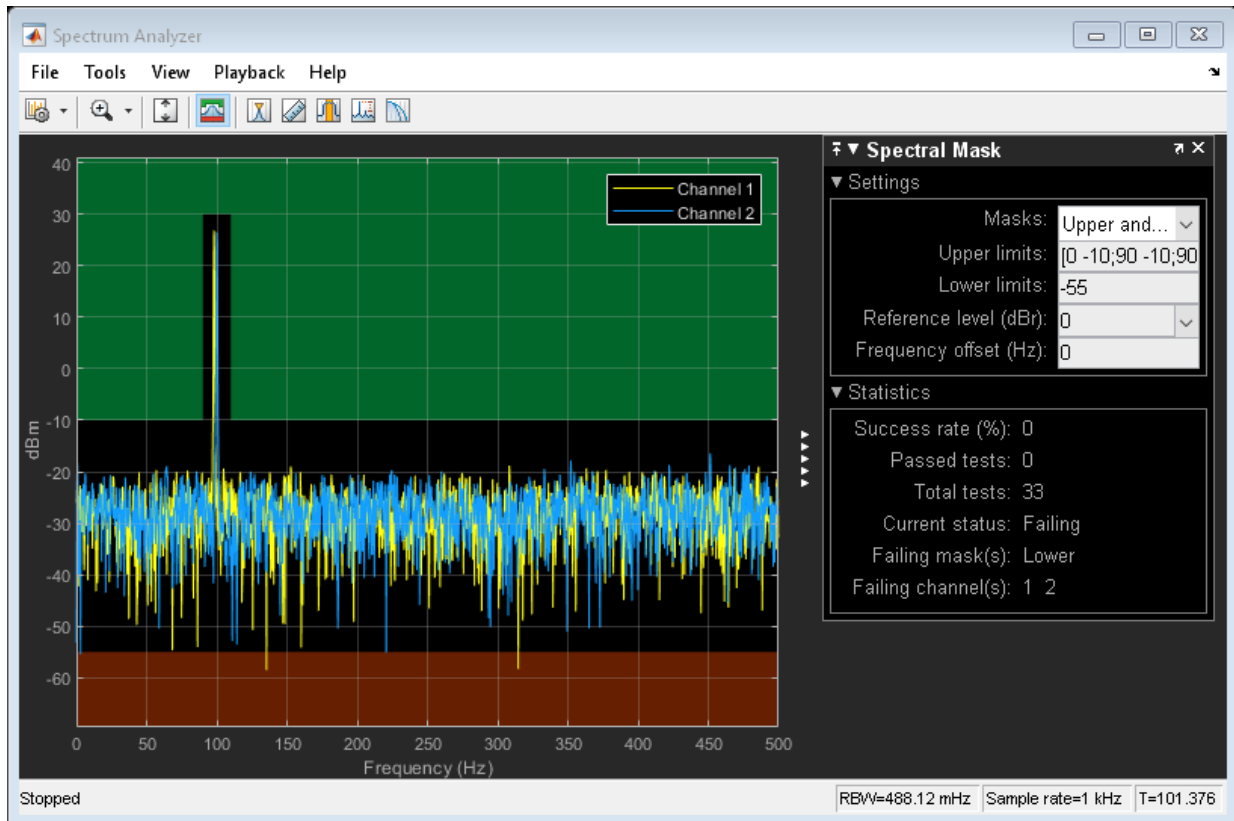 Spectrum Analyzer
File Tools View Playback Help
40
30
20
10
0
-10
-20
-30
-40
-50
-60
dBm
Channel 1
Channel 2
0 50 100 150 200 250 300 350 400 450 500
Frequency (Hz)
Spectral Mask
Settings
Masks: Upper and...
Upper limits: [0 -10;90 -10;90
Lower limits: -55
Reference level (dBr): 0
Frequency offset (Hz): 0
Statistics
Success rate (%): 0
Passed tests: 0
Total tests: 33
Current status: Failing
Failing mask(s): Lower
Failing channel(s): 1 2
Stopped
RBW=488.12 mHz Sample rate=1 kHz T=101.376